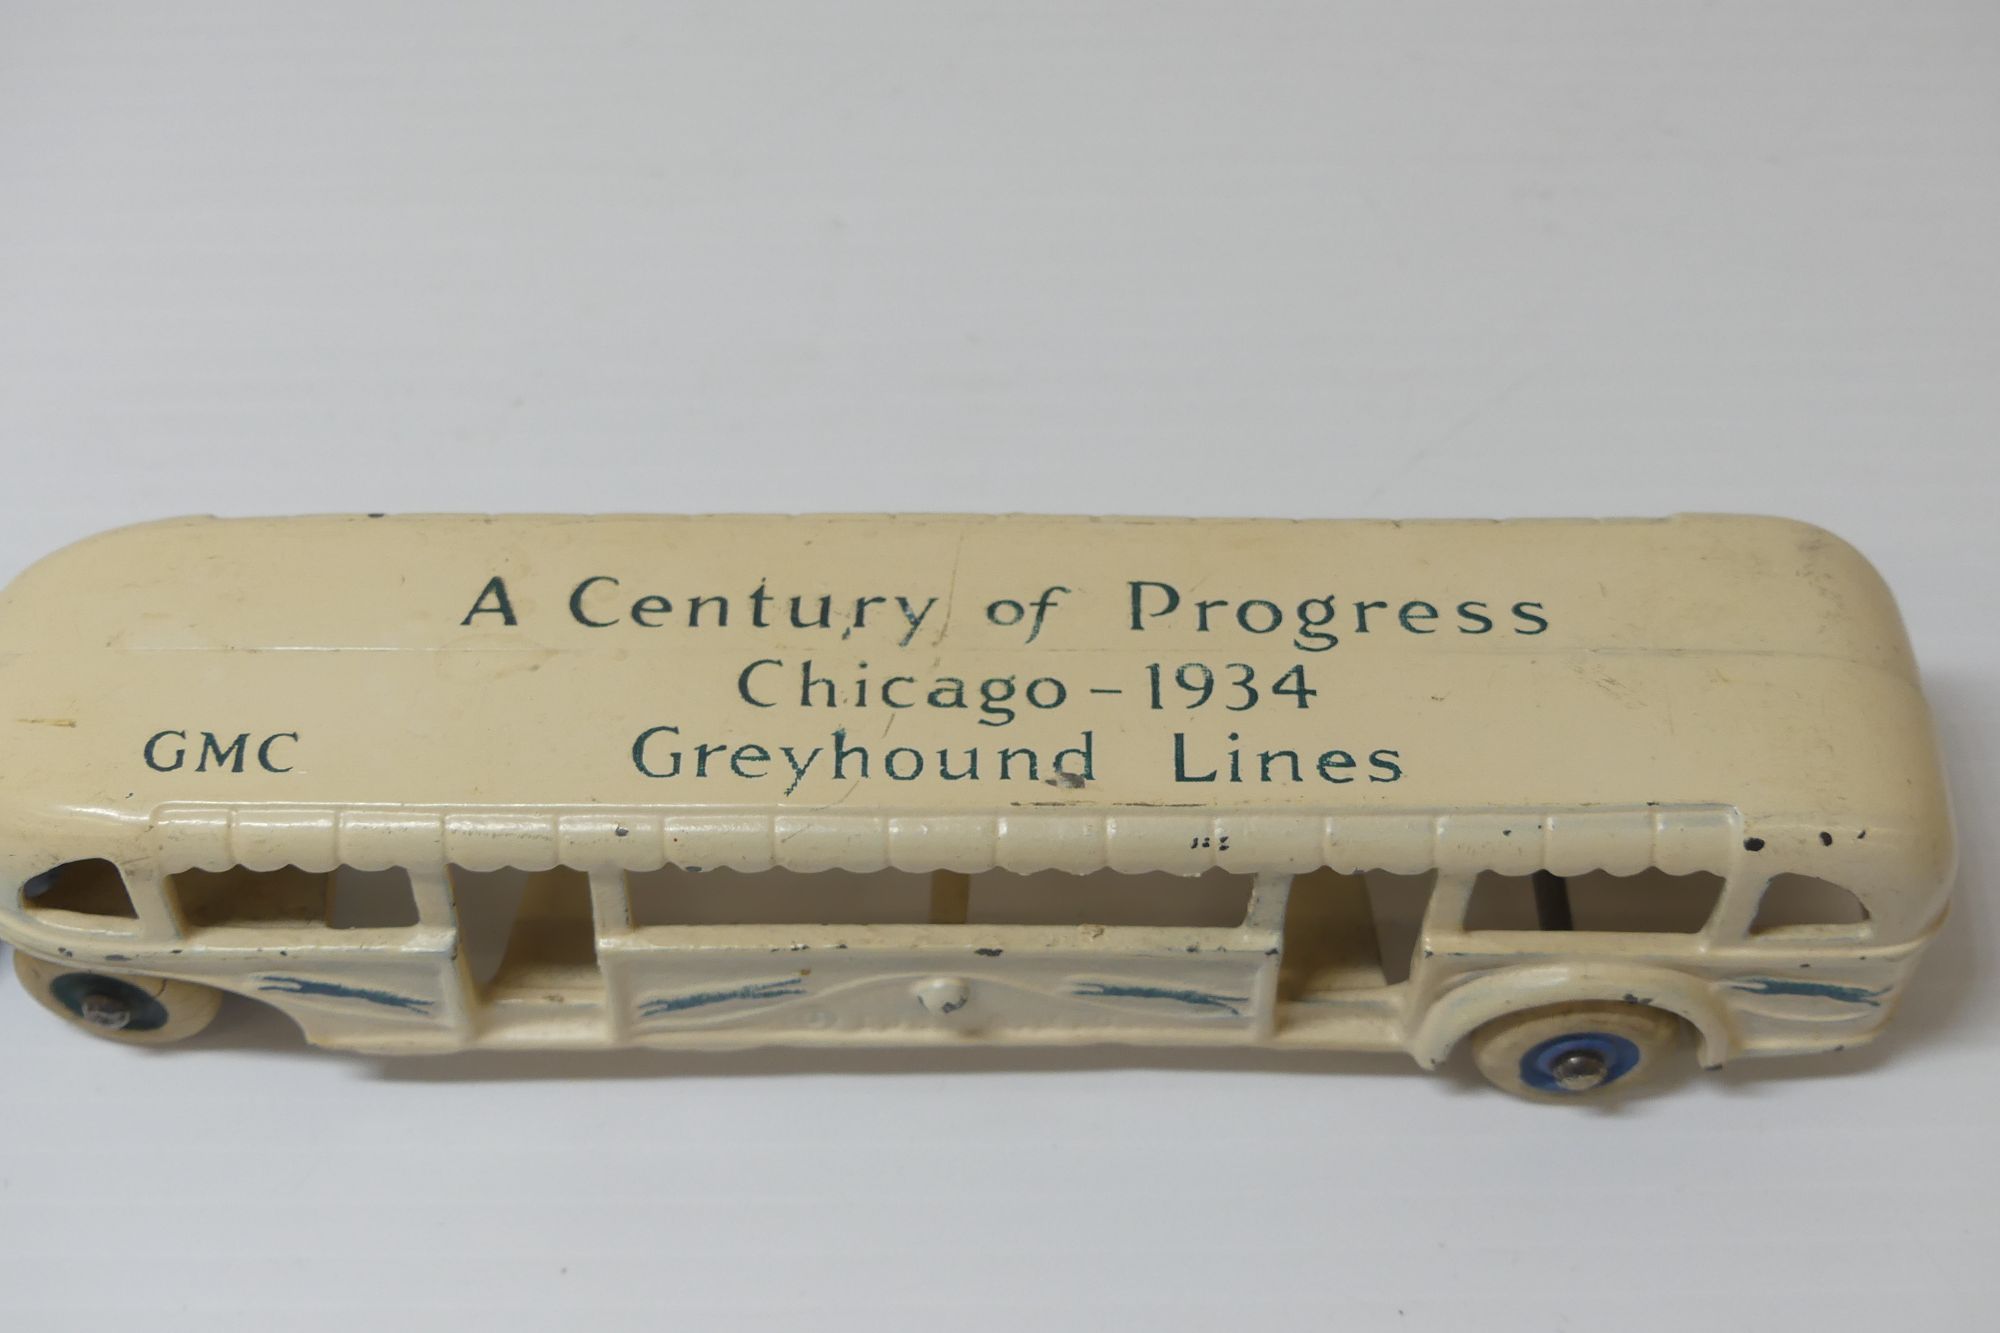 A Century of Progress
Chicago - 1934
GMC
Greyhound Lines